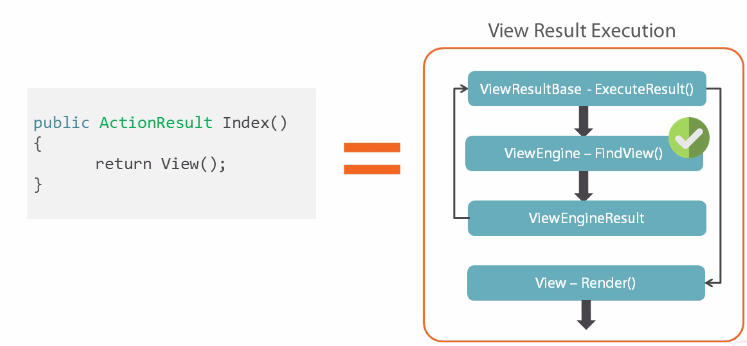 View Result Execution
public ActionResult Index()
{
return View();
}
ViewResultBase - ExecuteResult()
ViewEngine – FindView()
ViewEngineResult
View – Render()